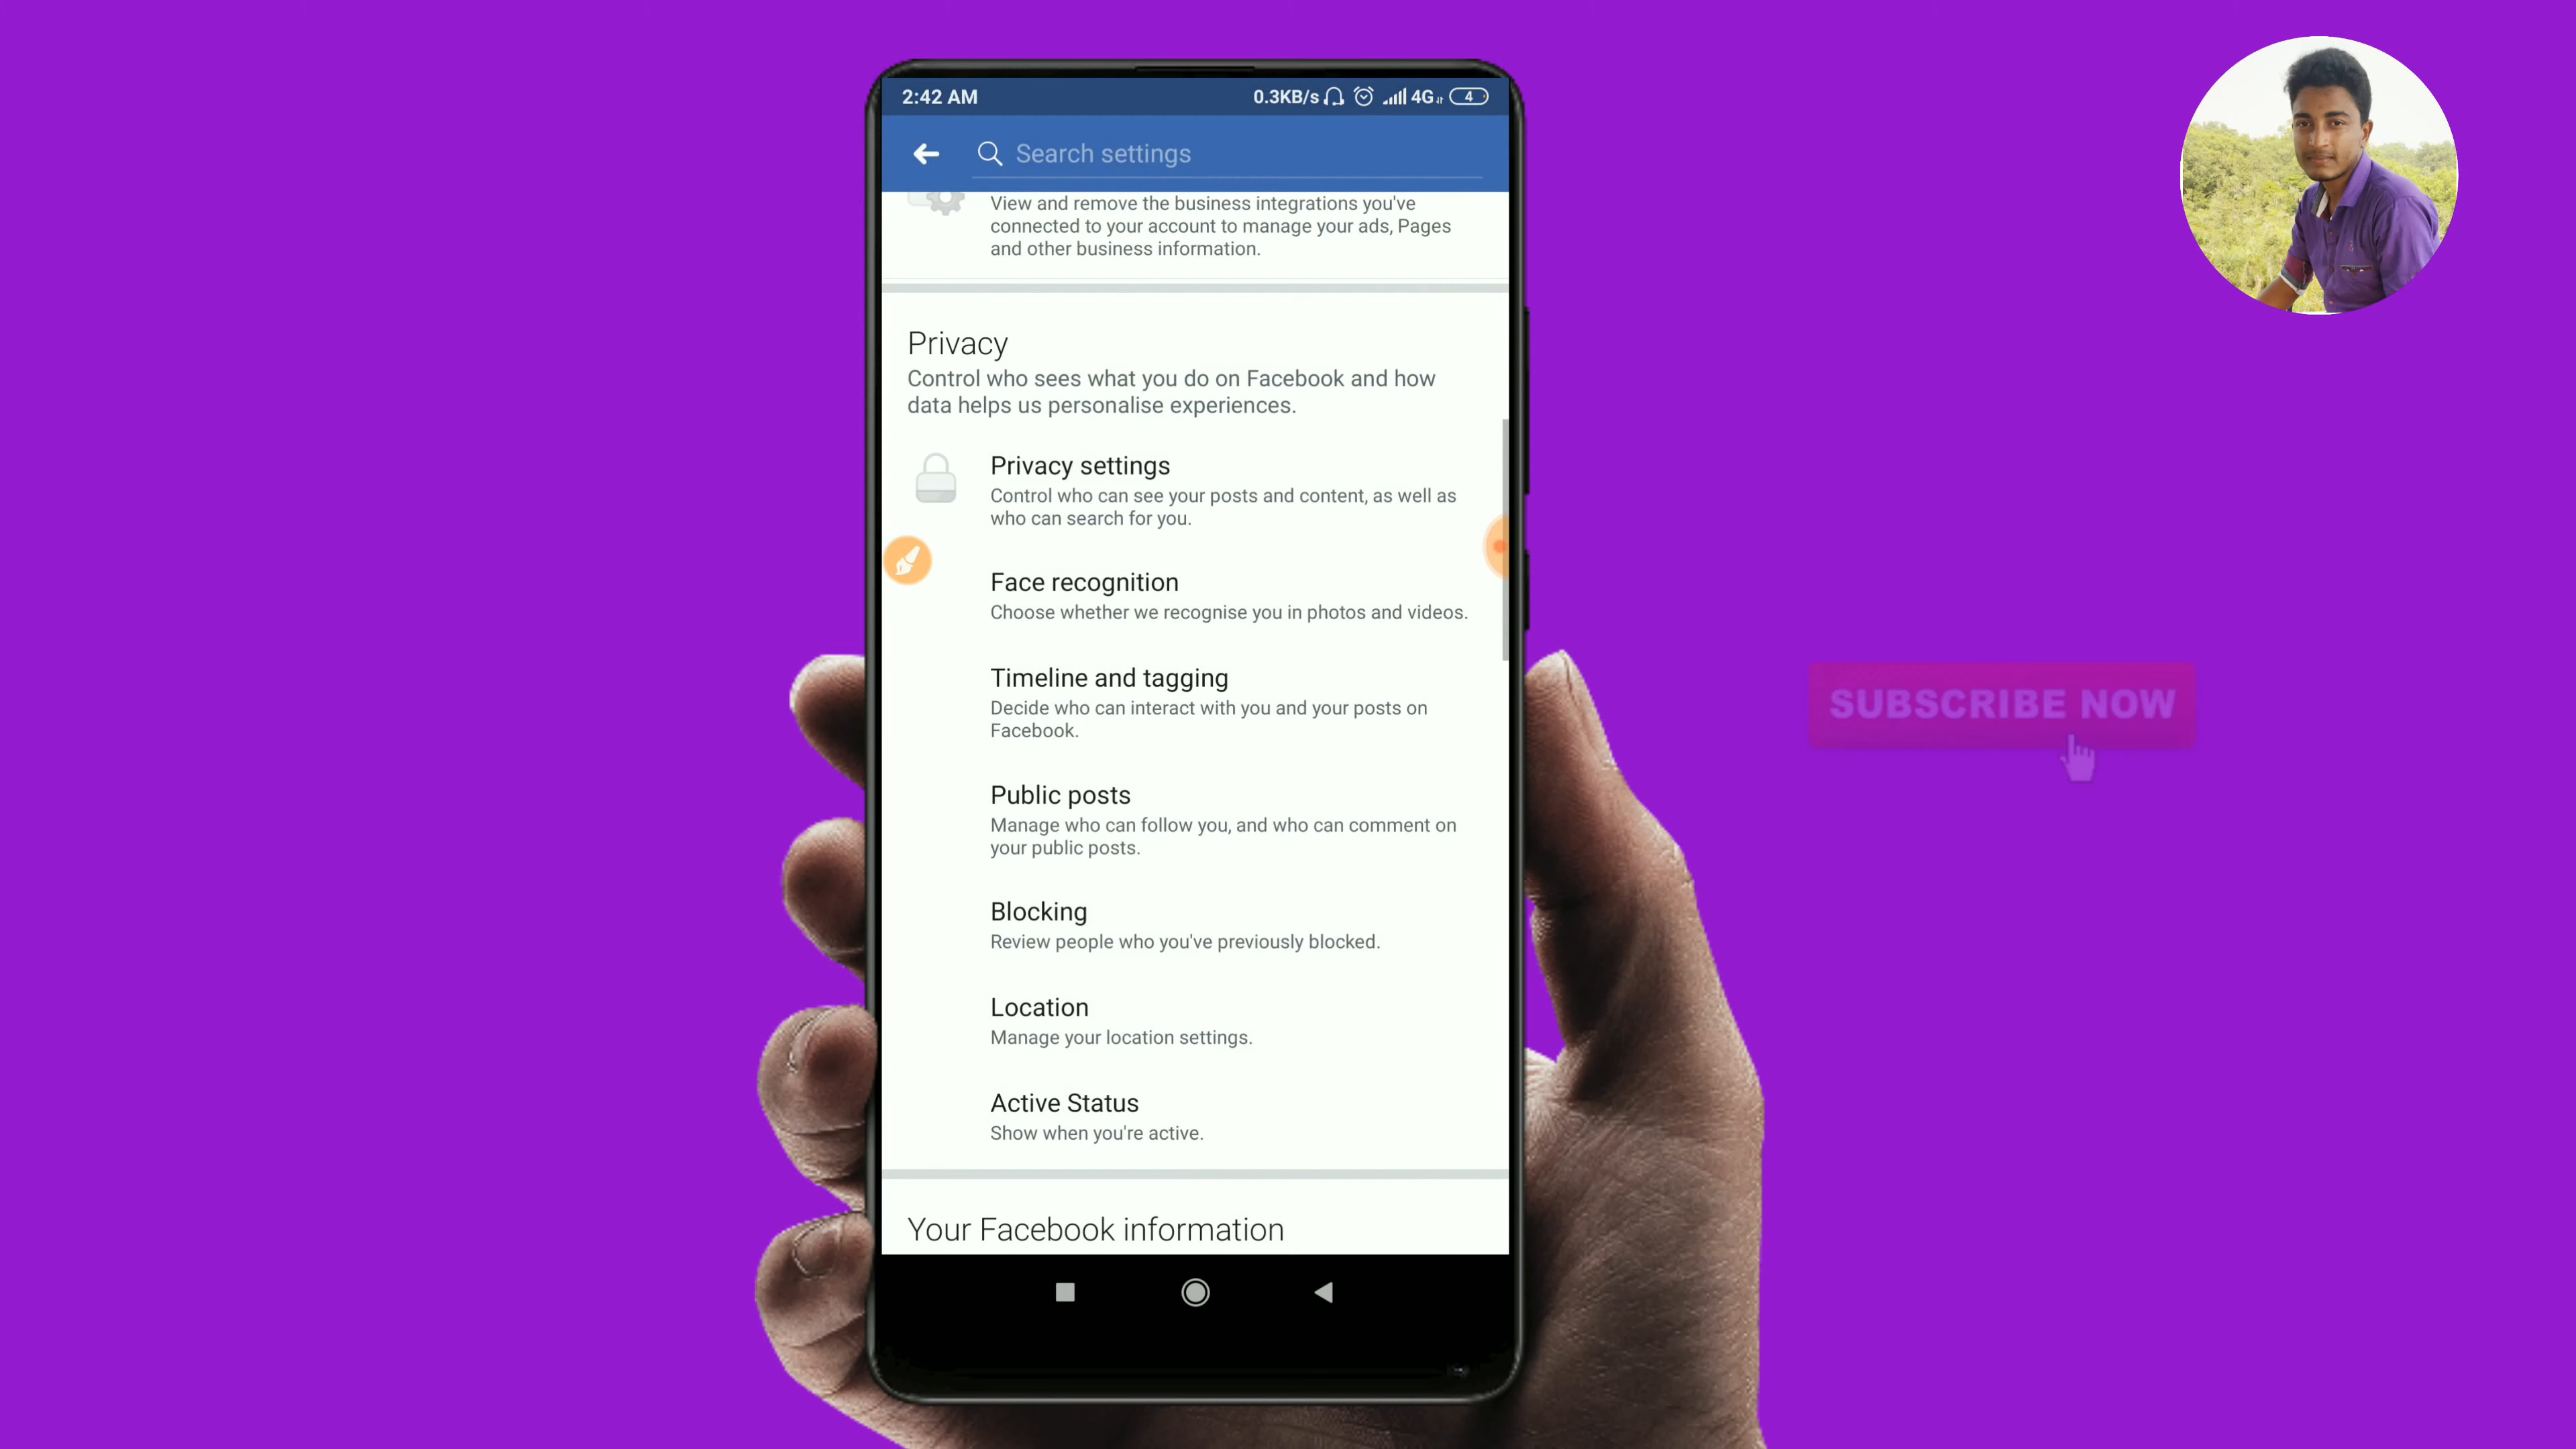 2:42 AM
0.3KB/s 4G 4
Search settings
View and remove the business integrations you've
connected to your account to manage your ads, Pages
and other business information.
Privacy
Control who sees what you do on Facebook and how
data helps us personalise experiences.
Privacy settings
Control who can see your posts and content, as well as
who can search for you.
Face recognition
Choose whether we recognise you in photos and videos.
Timeline and tagging
Decide who can interact with you and your posts on
Facebook.
SUBSCRIBE NOW
Public posts
Manage who can follow you, and who can comment on
your public posts.
Blocking
Review people who you've previously blocked.
Location
Manage your location settings.
Active Status
Show when you're active.
Your Facebook information